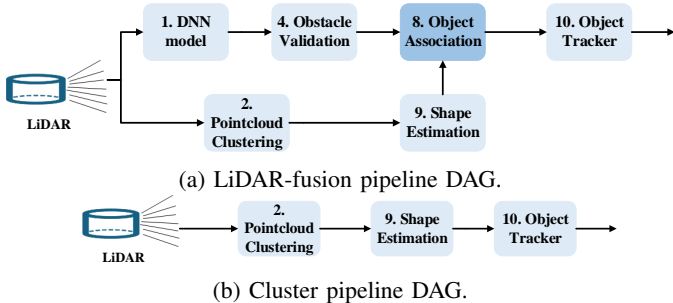 1. DNN
model
4. Obstacle
Validation
8. Object
Association
10. Object
Tracker
LiDAR
2.
Pointcloud
Clustering
9. Shape
Estimation
(a) LiDAR-fusion pipeline DAG.
LiDAR
2.
Pointcloud
Clustering
9. Shape
Estimation
10. Object
Tracker
(b) Cluster pipeline DAG.